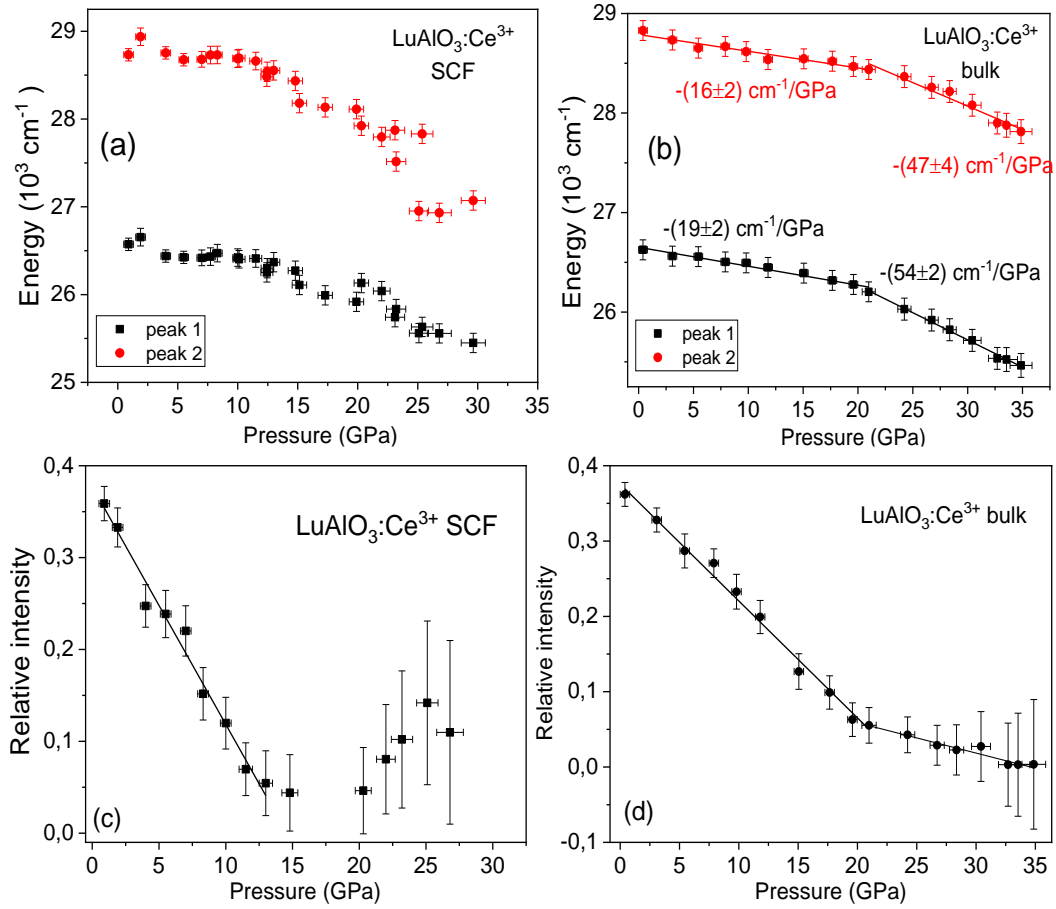 LuAlO₃:Ce³⁺
SCF
(a)
29
28
27
26
25
Energy (10³ cm⁻¹)
peak 1
peak 2
0 5 10 15 20 25 30 35
Pressure (GPa)
LuAlO₃:Ce³⁺
bulk
-(16±2) cm⁻¹/GPa
(b)
-(47±4) cm⁻¹/GPa
-(19±2) cm⁻¹/GPa
-(54±2) cm⁻¹/GPa
29
28
26
Energy (10³ cm⁻¹)
peak 1
peak 2
0 5 10 15 20 25 30 35
Pressure (GPa)
LuAlO₃:Ce³⁺ SCF
0,4
0,3
0,2
0,1
0,0
Relative intensity
(c)
0 5 10 15 20 25 30
Pressure (GPa)
LuAlO₃:Ce³⁺ bulk
0,4
0,3
0,2
0,1
0,0
-0,1
Relative intensity
(d)
0 5 10 15 20 25 30 35
Pressure (GPa)